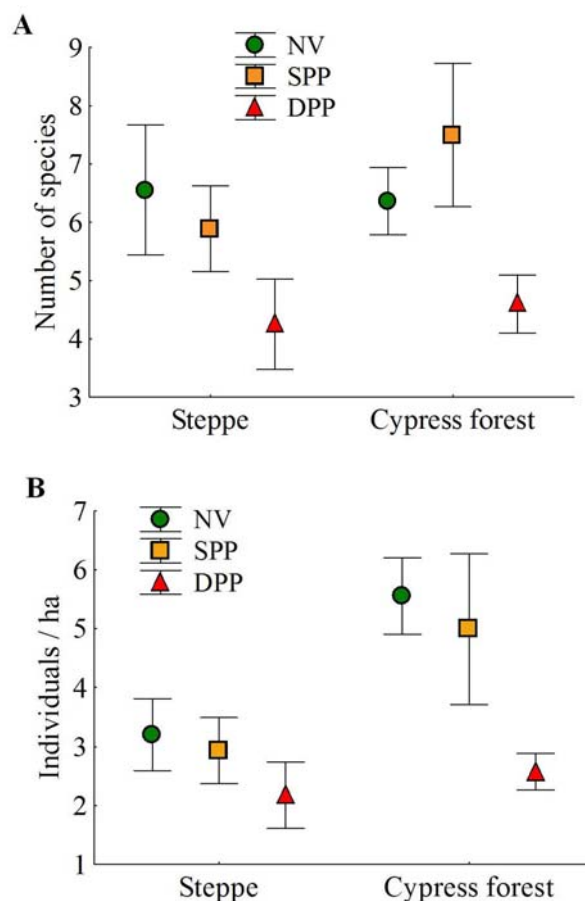 A
NV
SPP
DPP
9
8
7
6
5
4
3
Number of species
Steppe Cypress forest
B
NV
SPP
DPP
7
6
5
4
3
2
1
Individuals / ha
Steppe Cypress forest